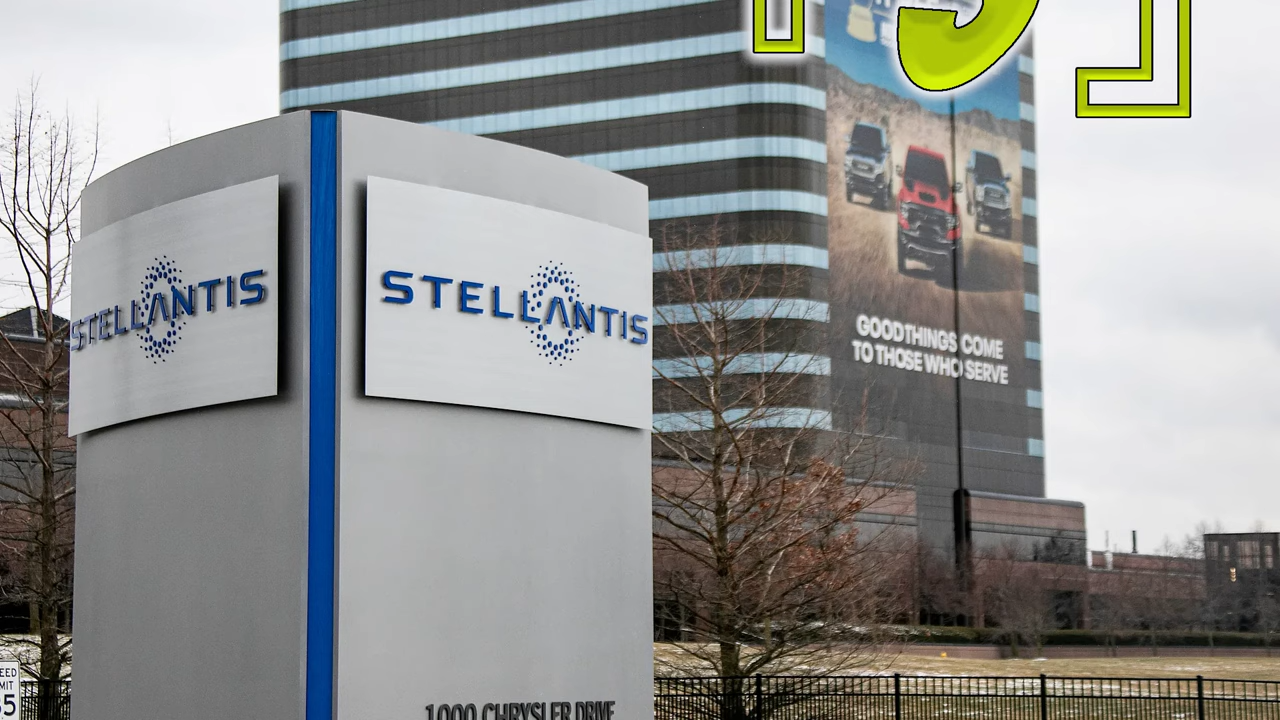 STELLANTIS
STELLANTIS
GOOD THINGS COME
TO THOSE WHO SERVE
1000 CHRYSLER DRIVE